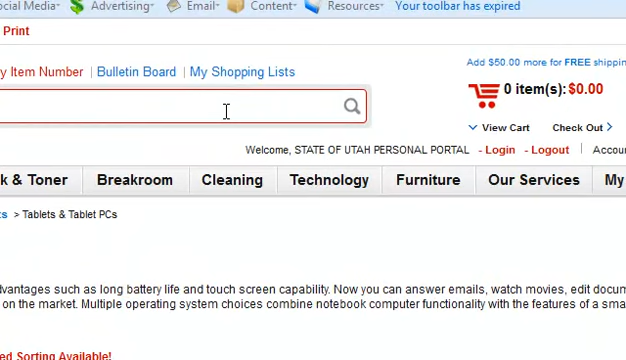 ocial Media Advertising Email Content Resources Your toolbar has expired
Print
y Item Number | Bulletin Board | My Shopping Lists
Add $50.00 more for FREE shippin
0 item(s): $0.00
View Cart Check Out
Welcome, STATE OF UTAH PERSONAL PORTAL - Login - Logout | Accou
k & Toner Breakroom Cleaning Technology Furniture Our Services My
ts > Tablets & Tablet PCs
dvantages such as long battery life and touch screen capability. Now you can answer emails, watch movies, edit docum
on the market. Multiple operating system choices combine notebook computer functionality with the features of a sma
ed Sorting Available!